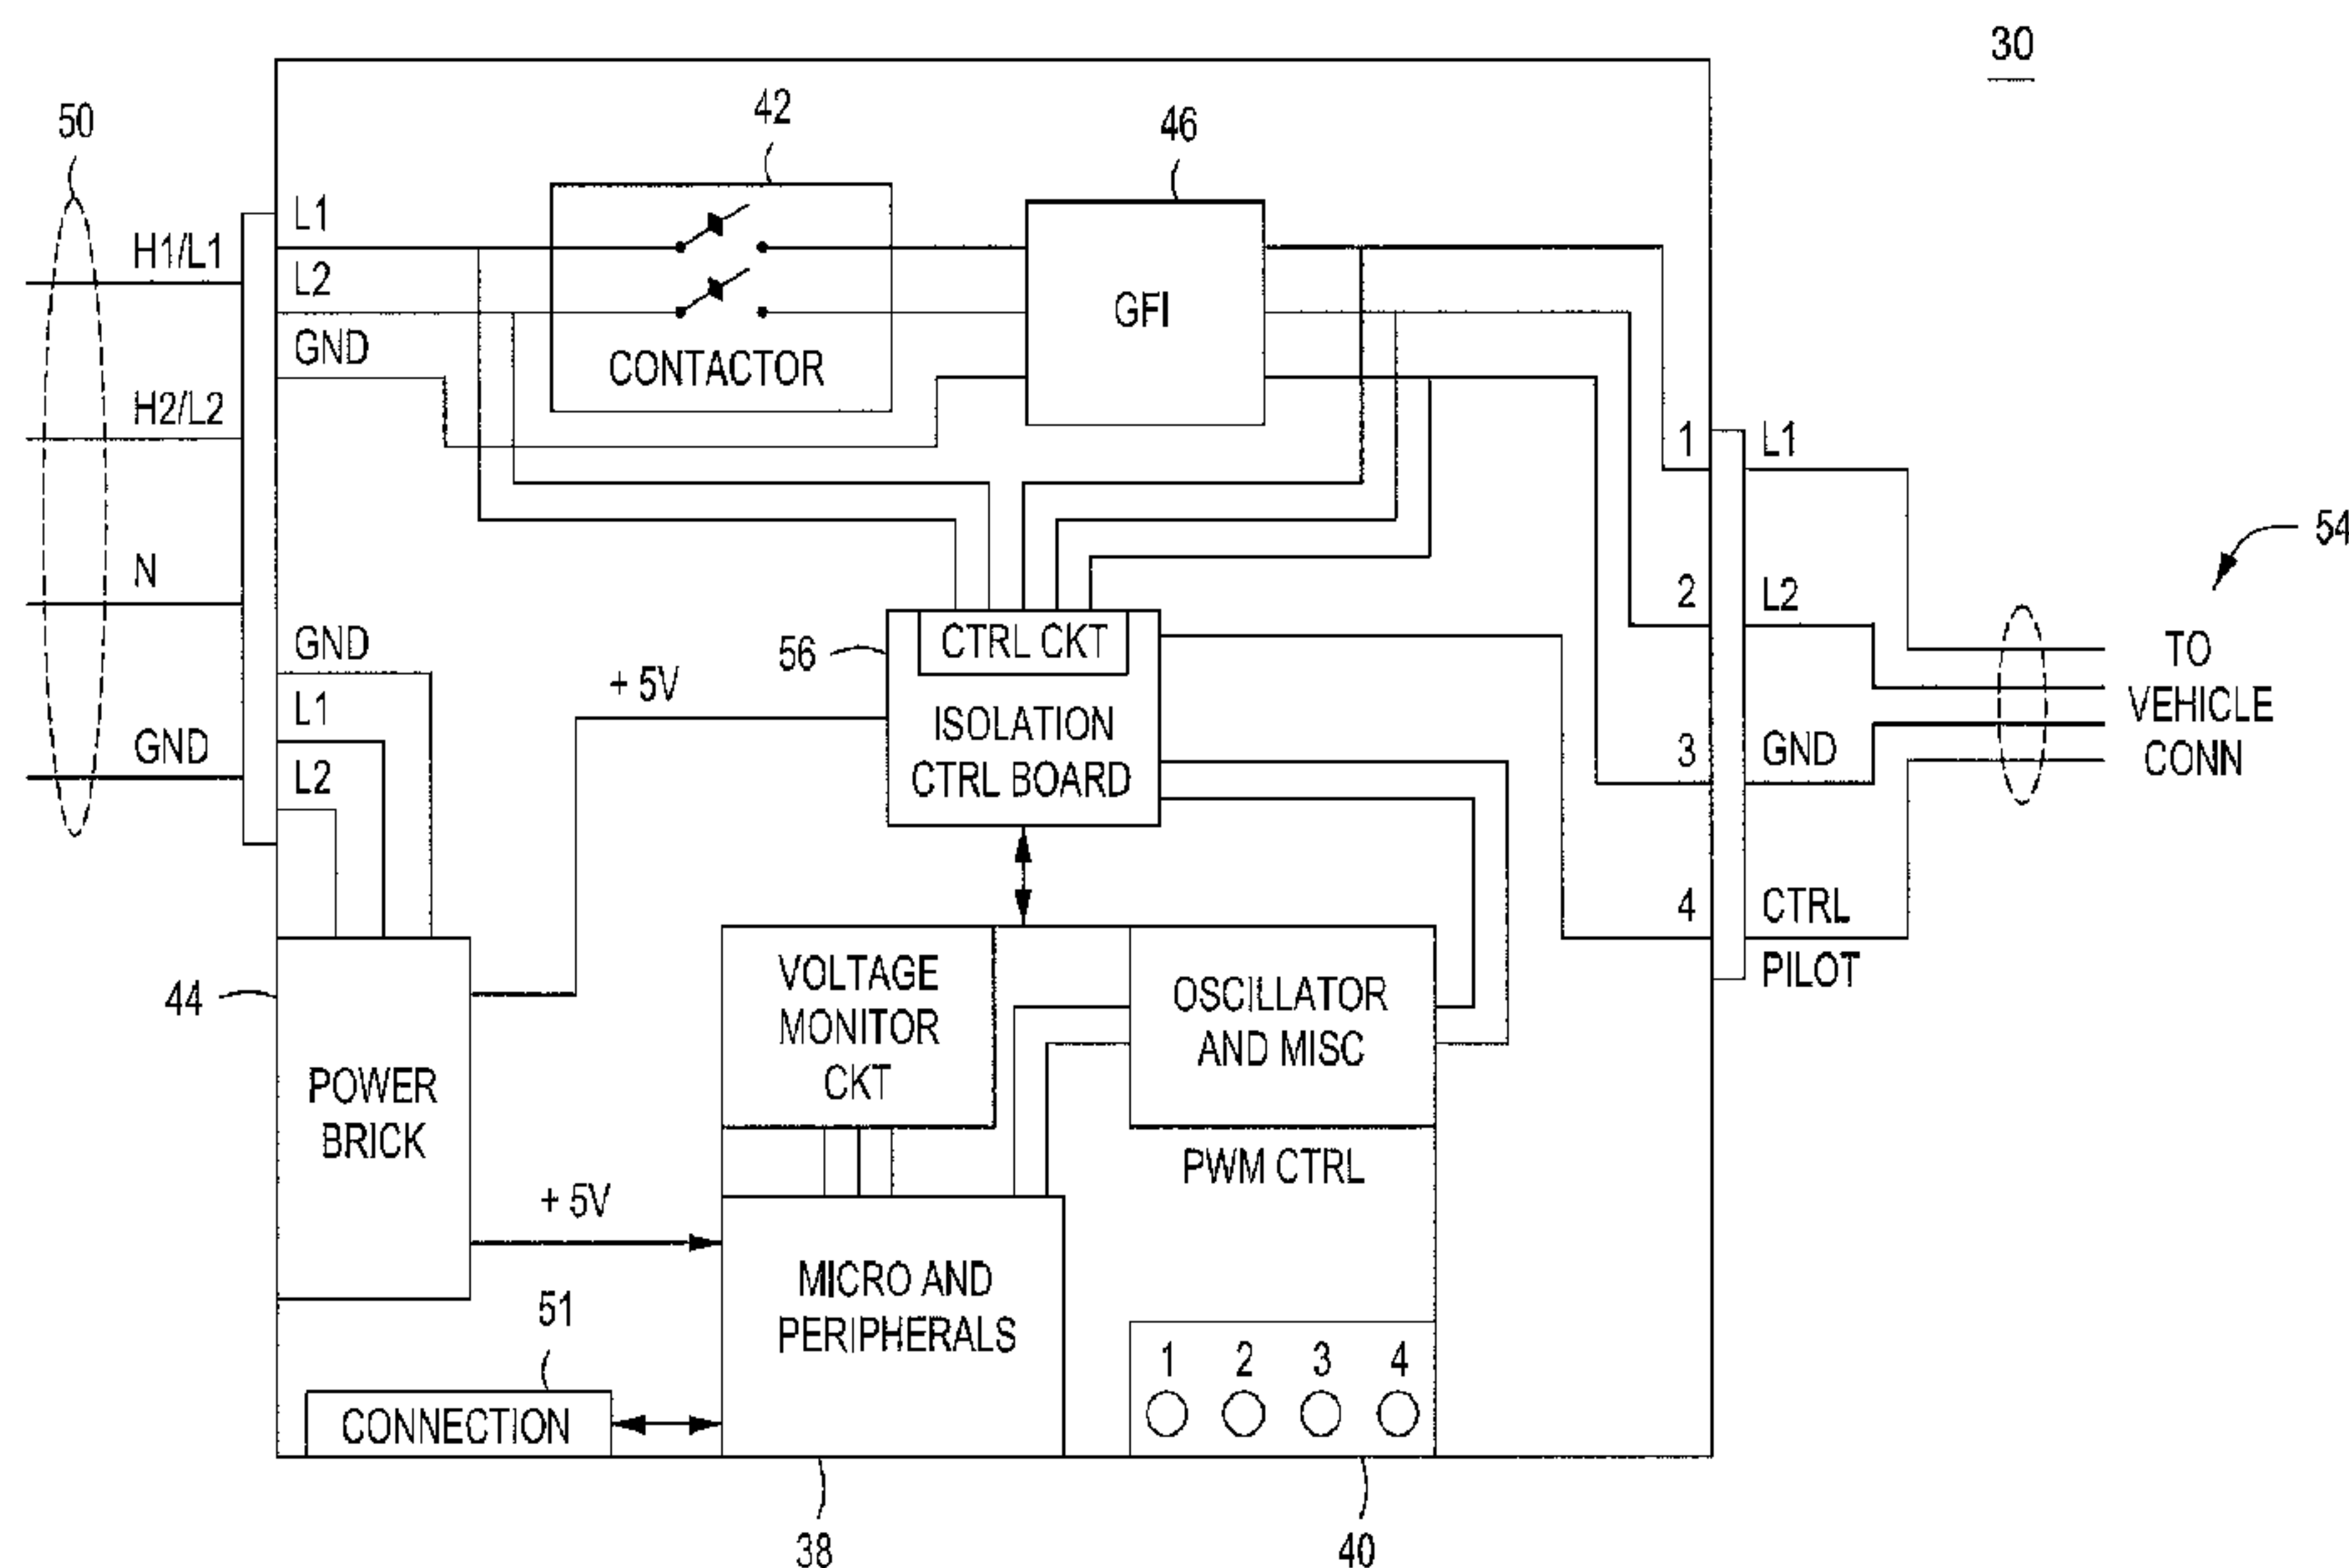 30
50
42
46
H1/L1
L1
L2
GND
CONTACTOR
GFI
H2/L2
N
GND
GND
L1
L2
1
2
3
4
L1
L2
GND
CTRL
PILOT
54
TO
VEHICLE
CONN
56
CTRL CKT
ISOLATION
CTRL BOARD
+ 5V
44
POWER
BRICK
+ 5V
VOLTAGE
MONITOR
CKT
OSCILLATOR
AND MISC
PWM CTRL
MICRO AND
PERIPHERALS
51
CONNECTION
1 2 3 4
38
40